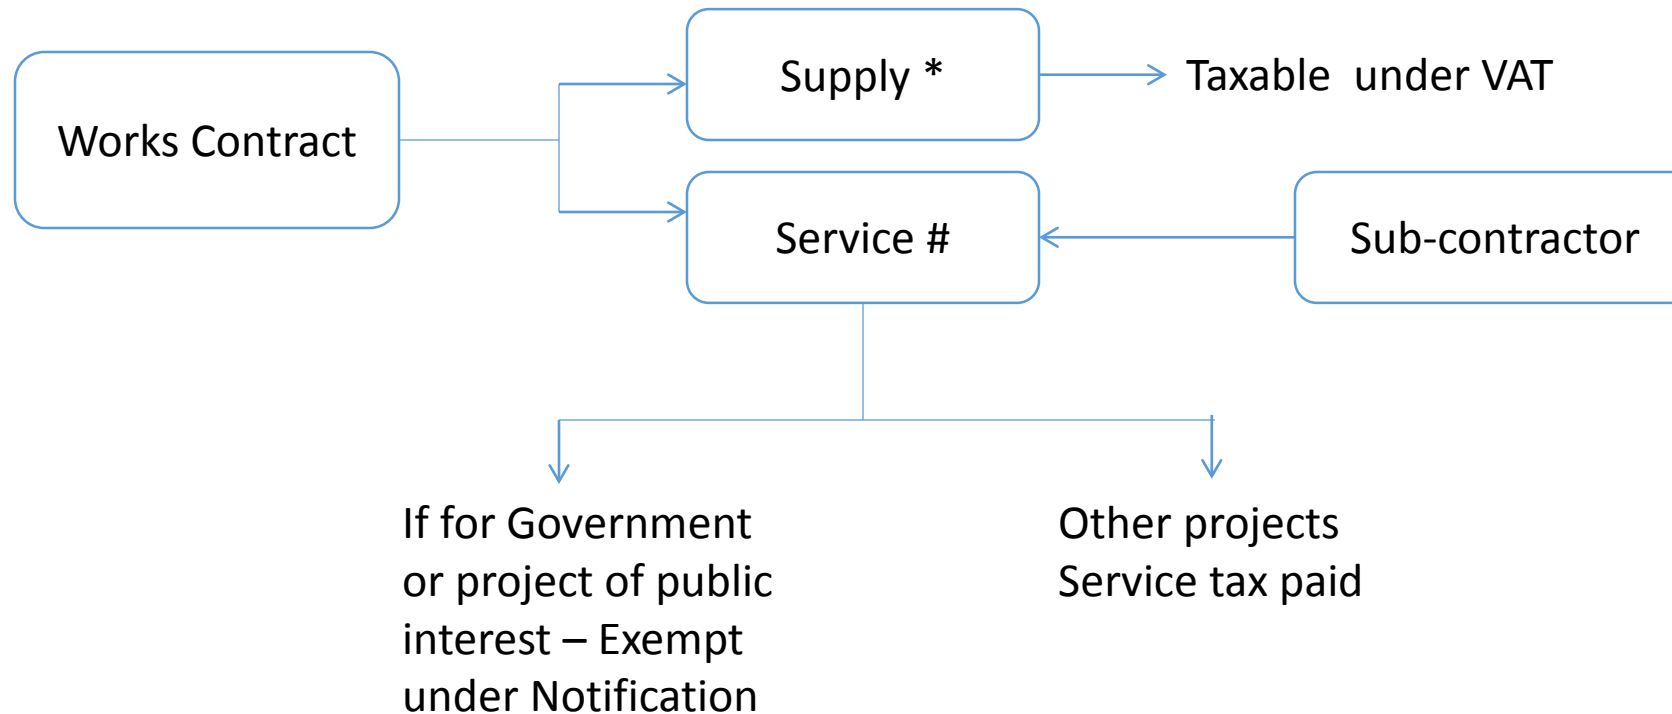 Supply *
Taxable  under VAT
Works Contract
Service #
Sub-contractor
If for Government
or project of public
interest – Exempt
under Notification
Other projects
Service tax paid